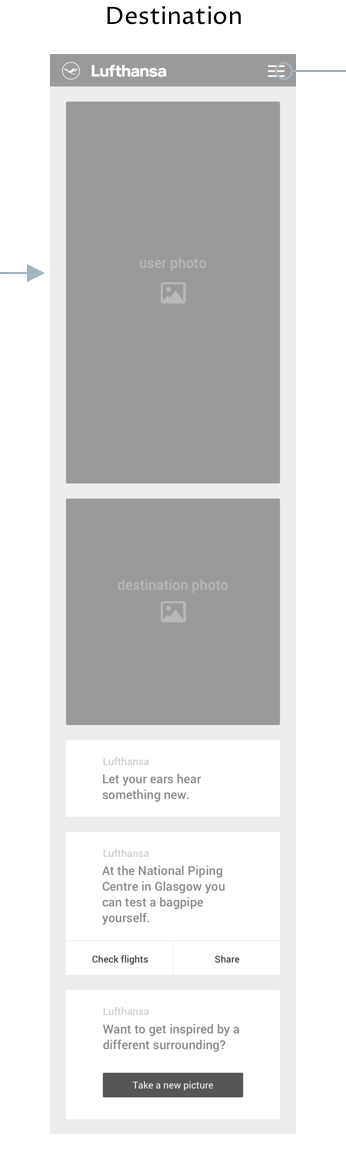 Destination
Lufthansa
user photo
destination photo
Lufthansa
Let your ears hear
something new.
Lufthansa
At the National Piping
Centre in Glasgow you
can test a bagpipe
yourself.
Check flights
Share
Lufthansa
Want to get inspired by a
different surrounding?
Take a new picture